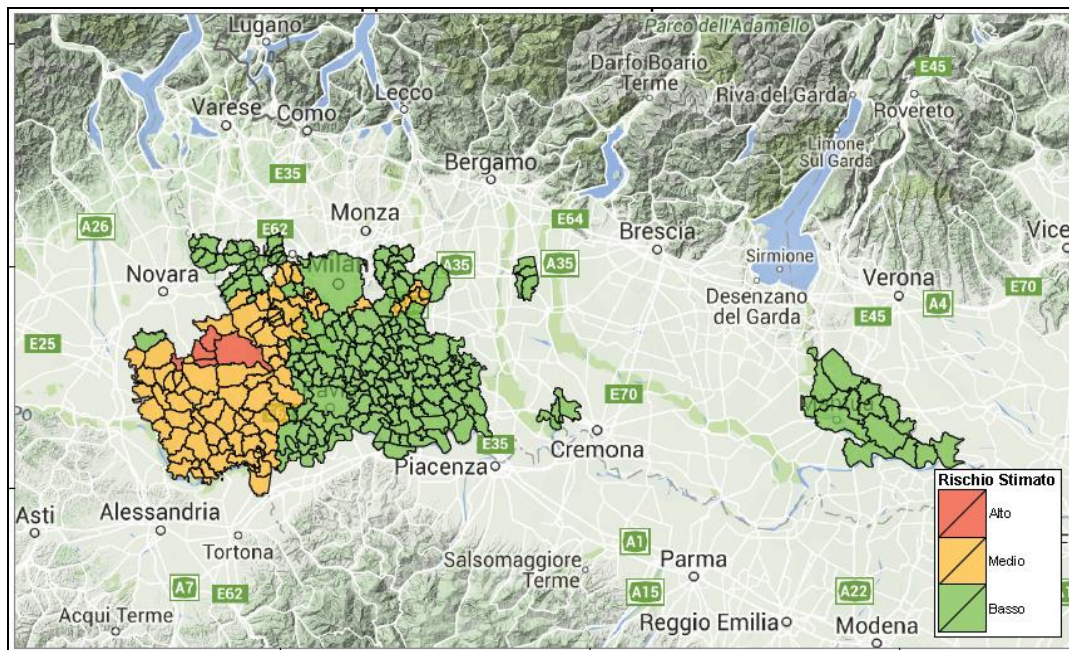 Parco dell'Adamello
Lugano
Darfo Boario
Terme
E45
Lecco
Riva del Garda
Rovereto
Varese
Como
Limone
Sul Garda
Bergamo
E35
A26
Monza
E64
E62
Brescia
Vice
Milan
A35
A35
Sirmione
Verona
Novara
E70
Desenzano
del Garda
A4
E45
E25
E70
Po
E35
Cremona
Piacenza
Rischio Stimato
Alto
Medio
Basso
Asti
Alessandria
Tortona
A1
Salsomaggiore
Terme
Parma
A7
E62
A15
A22
Acqui Terme
Reggio Emilia
Modena